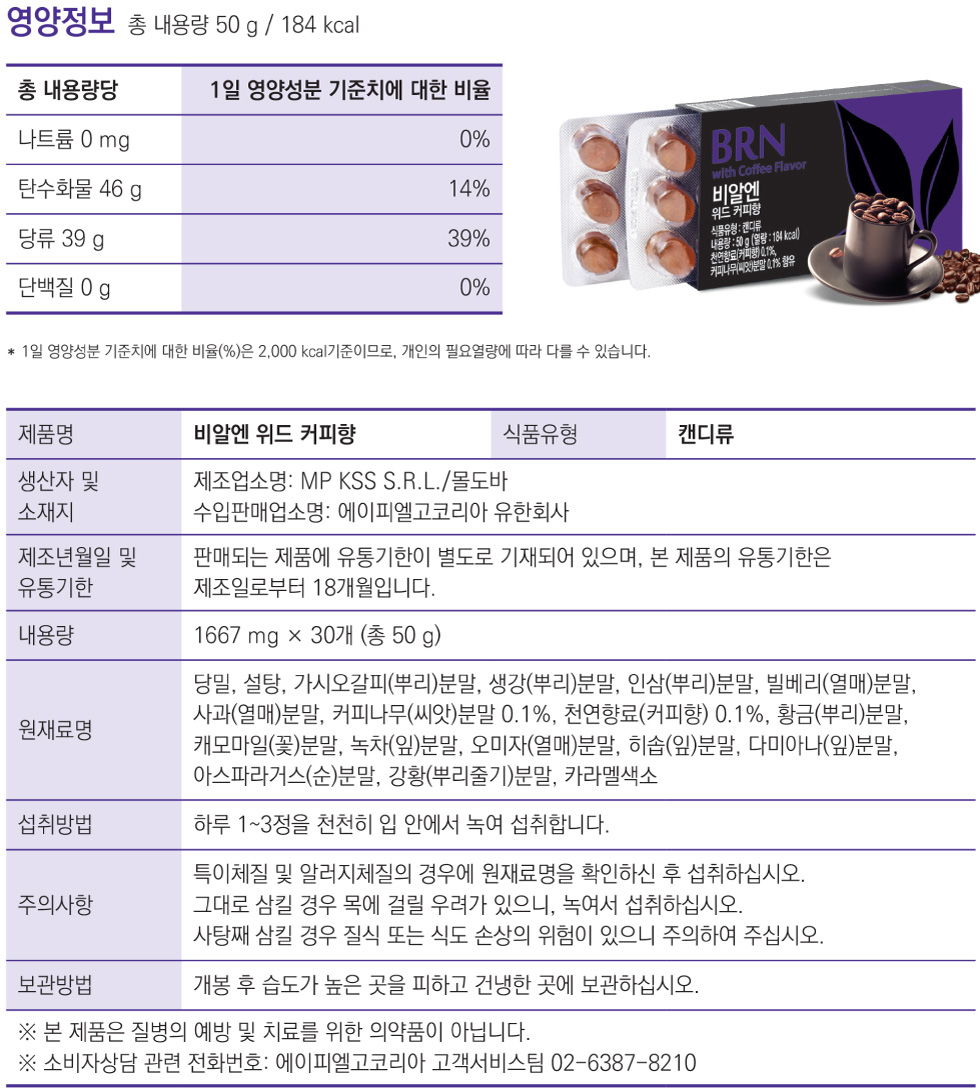 영양정보 총 내용량 50 g / 184 kcal
총 내용량당 1일 영양성분 기준치에 대한 비율
나트륨 0 mg 0%
탄수화물 46 g 14%
당류 39 g 39%
단백질 0 g 0%
* 1일 영양성분 기준치에 대한 비율(%)은 2,000 kcal기준이므로, 개인의 필요열량에 따라 다를 수 있습니다.
BRN
with Coffee Flavor
비알엔
위드 커피향
식품유형 : 캔디류
내용량 : 50 g (열량 : 184 kcal)
천연향료(커피향) 0.1%,
커피나무(씨앗)분말 0.1% 함유
제품명 비알엔 위드 커피향 식품유형 캔디류
생산자 및 소재지
제조업소명: MP KSS S.R.L./몰도바
수입판매업소명: 에이피엘고코리아 유한회사
제조년월일 및 유통기한
판매되는 제품에 유통기한이 별도로 기재되어 있으며, 본 제품의 유통기한은
제조일로부터 18개월입니다.
내용량 1667 mg × 30개 (총 50 g)
원재료명
당밀, 설탕, 가시오갈피(뿌리)분말, 생강(뿌리)분말, 인삼(뿌리)분말, 빌베리(열매)분말,
사과(열매)분말, 커피나무(씨앗)분말 0.1%, 천연향료(커피향) 0.1%, 황금(뿌리)분말,
캐모마일(꽃)분말, 녹차(잎)분말, 오미자(열매)분말, 히솝(잎)분말, 다미아나(잎)분말,
아스파라거스(순)분말, 강황(뿌리줄기)분말, 카라멜색소
섭취방법 하루 1~3정을 천천히 입 안에서 녹여 섭취합니다.
주의사항
특이체질 및 알러지체질의 경우에 원재료명을 확인하신 후 섭취하십시오.
그대로 삼킬 경우 목에 걸릴 우려가 있으니, 녹여서 섭취하십시오.
사탕째 삼킬 경우 질식 또는 식도 손상의 위험이 있으니 주의하여 주십시오.
보관방법 개봉 후 습도가 높은 곳을 피하고 건냉한 곳에 보관하십시오.
※ 본 제품은 질병의 예방 및 치료를 위한 의약품이 아닙니다.
※ 소비자상담 관련 전화번호: 에이피엘고코리아 고객서비스팀 02-6387-8210